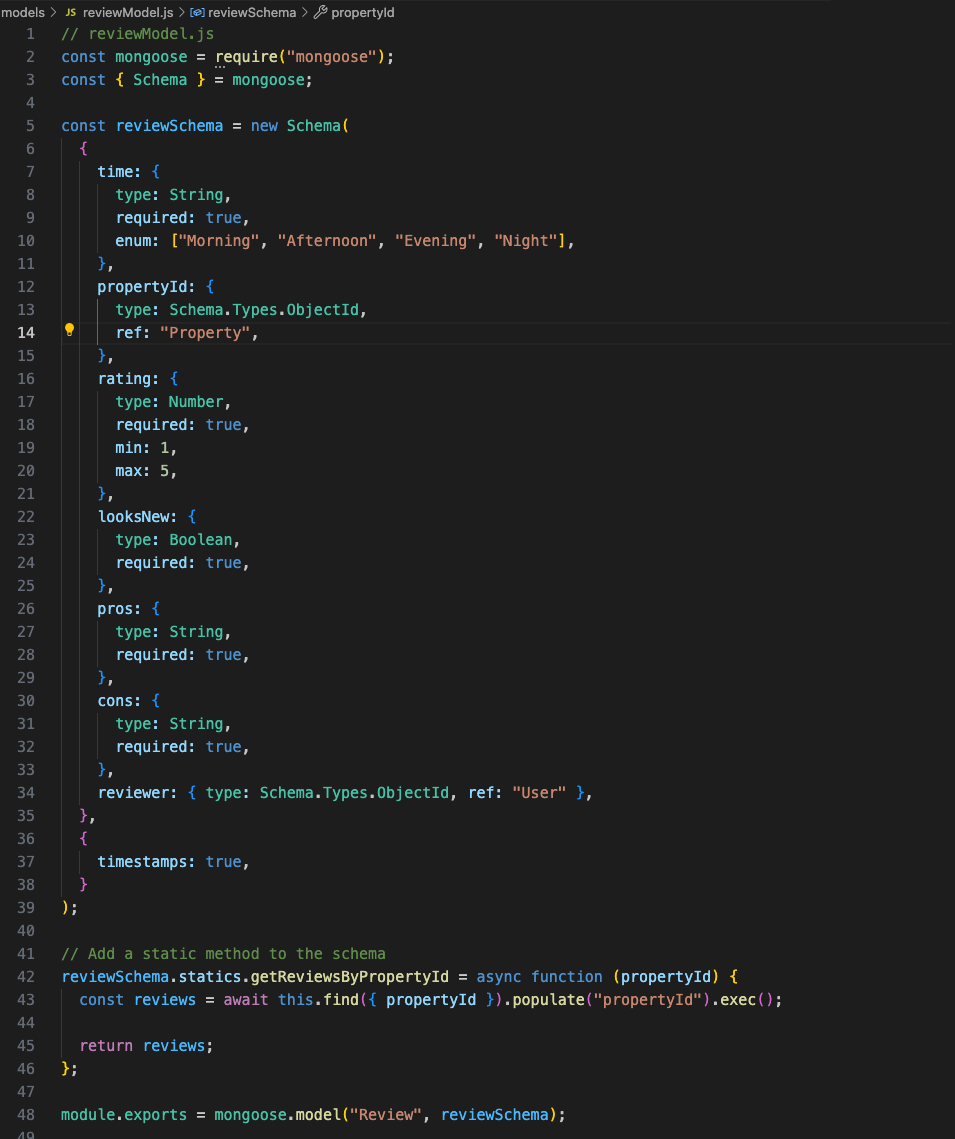 models > JS reviewModel.js > reviewSchema > propertyId
1 // reviewModel.js
2 const mongoose = require("mongoose");
3 const { Schema } = mongoose;
4
5 const reviewSchema = new Schema(
6 {
7 time: {
8 type: String,
9 required: true,
10 enum: ["Morning", "Afternoon", "Evening", "Night"],
11 },
12 propertyId: {
13 type: Schema.Types.ObjectId,
14 ref: "Property",
15 },
16 rating: {
17 type: Number,
18 required: true,
19 min: 1,
20 max: 5,
21 },
22 looksNew: {
23 type: Boolean,
24 required: true,
25 },
26 pros: {
27 type: String,
28 required: true,
29 },
30 cons: {
31 type: String,
32 required: true,
33 },
34 reviewer: { type: Schema.Types.ObjectId, ref: "User" },
35 },
36 {
37 timestamps: true,
38 }
39 );
40
41 // Add a static method to the schema
42 reviewSchema.statics.getReviewsByPropertyId = async function (propertyId) {
43 const reviews = await this.find({ propertyId }).populate("propertyId").exec();
44
45 return reviews;
46 };
47
48 module.exports = mongoose.model("Review", reviewSchema);
49